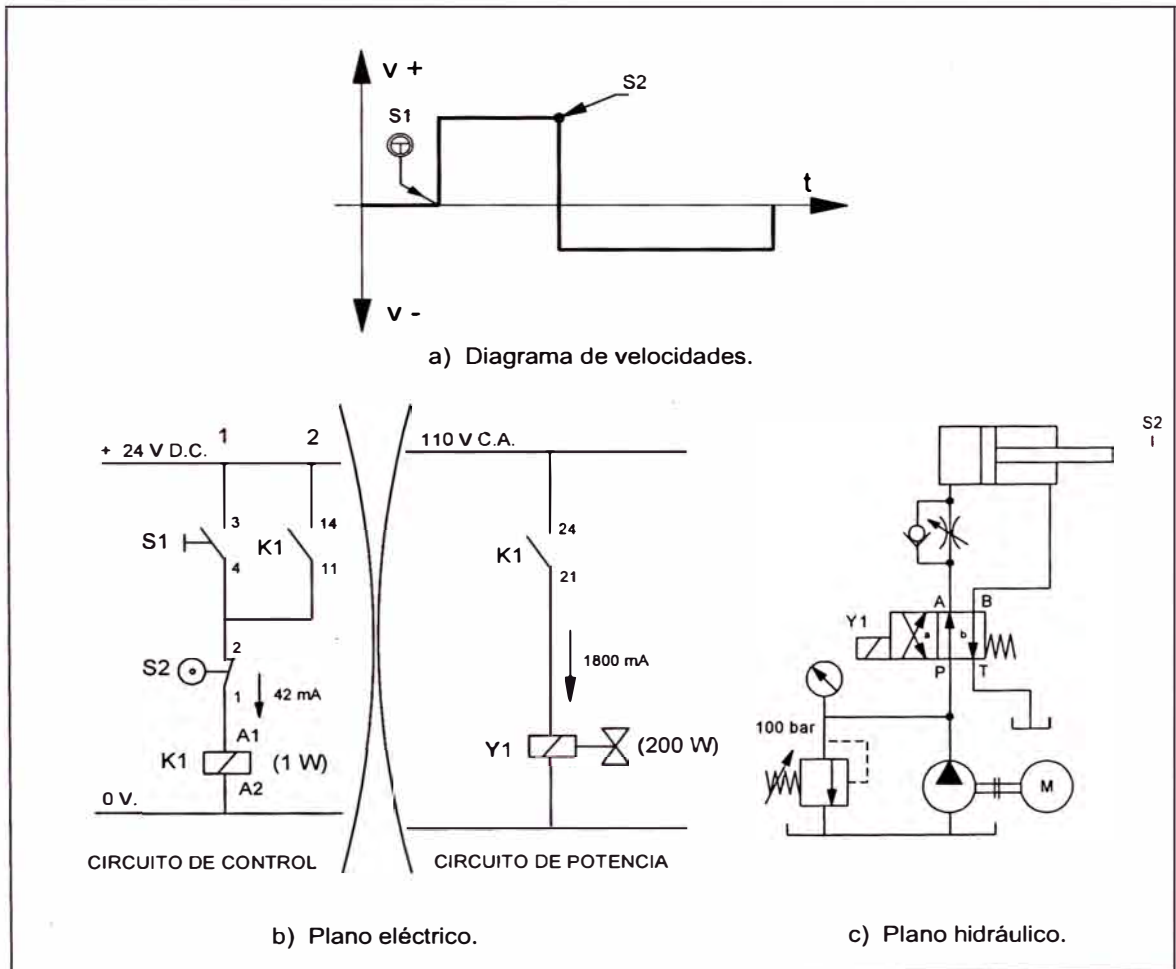 V +
S2
S1
t
V -
a) Diagrama de velocidades.
1 2
+ 24 V D.C.
3 14
S1 K1
4 11
2
S2
1 42 mA
A1
K1 (1 W)
A2
0 V.
CIRCUITO DE CONTROL
110 V C.A.
24
K1
21
1800 mA
Y1 (200 W)
CIRCUITO DE POTENCIA
b) Plano eléctrico.
S2
A B
Y1 a b
P T
100 bar
M
c) Plano hidráulico.